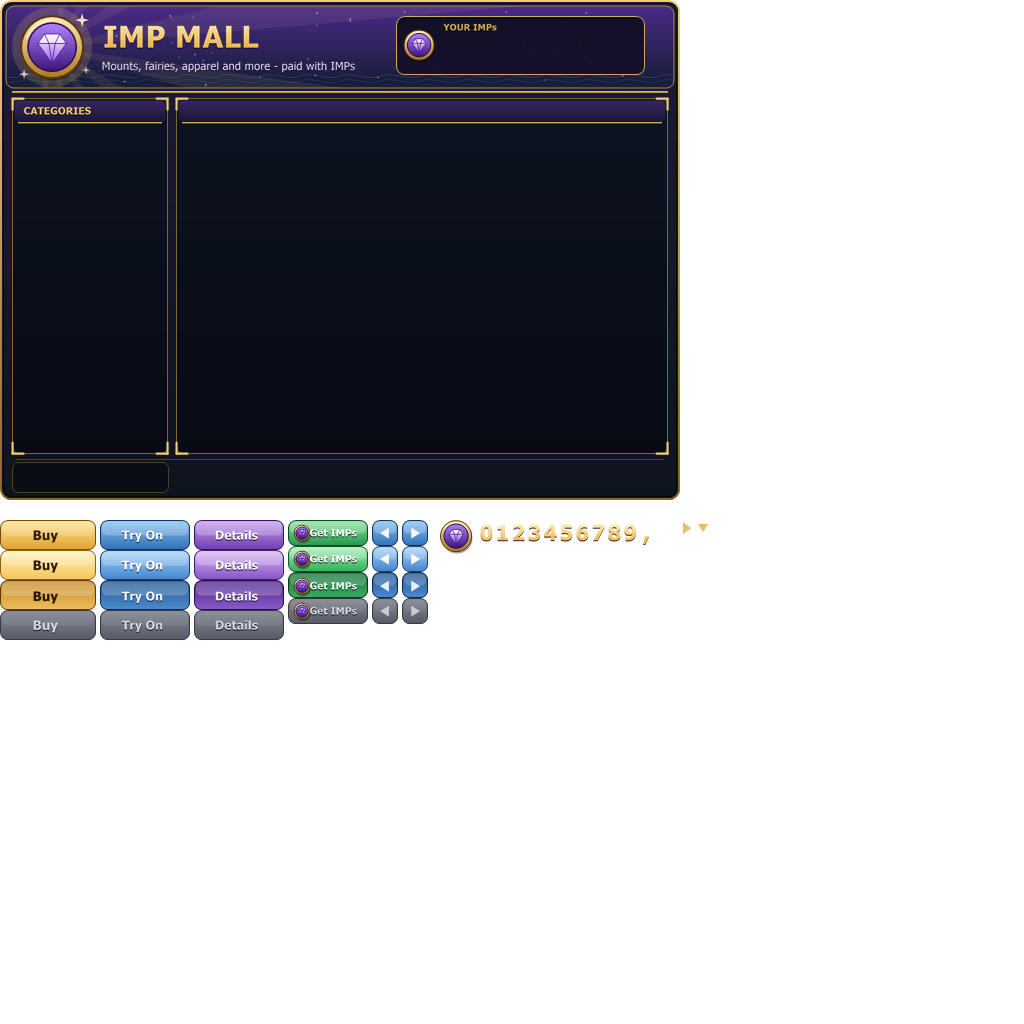 IMP MALL
Mounts, fairies, apparel and more - paid with IMPs
YOUR IMPs
CATEGORIES
Buy Try On Details Get IMPs
Buy Try On Details Get IMPs
Buy Try On Details Get IMPs
Buy Try On Details Get IMPs
0123456789,